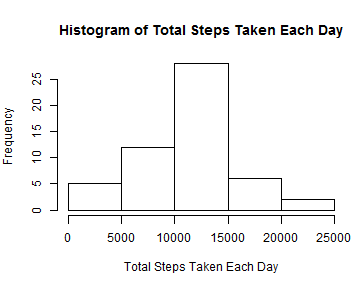 Histogram of Total Steps Taken Each Day
Frequency
25
20
15
10
5
0
0 5000 10000 15000 20000 25000
Total Steps Taken Each Day